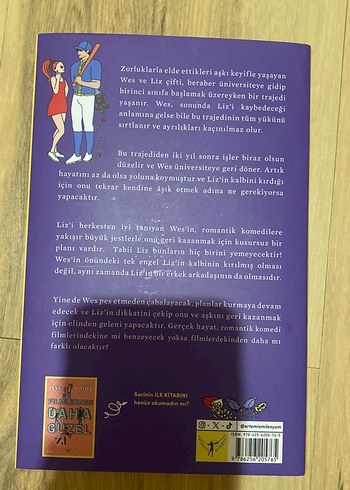 Zorluklarla elde ettikleri aşkı keyifle yaşayan
Wes ve Liz çifti, beraber üniversiteye gidip
birinci sınıfa başlamak üzereyken bir trajedi
yaşanır. Wes, sonunda Liz'i kaybedeceği
anlamına gelse bile bu trajedinin tüm yükünü
sırtlanır ve ayrılıkları kaçınılmaz olur.
Bu trajediden iki yıl sonra işler biraz olsun
düzelir ve Wes üniversiteye geri döner. Artık
hayatını az da olsa yoluna koymuştur ve Liz'in kalbini kırdığı
için onu tekrar kendine âşık etmek adına ne gerekiyorsa
yapacaktır.
Liz'i herkesten iyi tanıyan Wes'in, romantik komedilere
yakışır büyük jestlerle onu geri kazanmak için kusursuz bir
planı vardır. Tabii Liz bunların hiç birini yemeyecektir!
Wes'in önündeki tek engel Liz'in kalbinin kırılmış olması
değil, aynı zamanda Liz'in bir erkek arkadaşının da olmasıdır.
Yine de Wes pes etmeden çabalayacak, planlar kurmaya devam
edecek ve Liz'in dikkatini çekip onu ve aşkını geri kazanmak
için elinden geleni yapacaktır. Gerçek hayat, romantik komedi
filmlerindekine mi benzeyecek yoksa filmlerdekinden daha mı
farklı olacaktır?
FİLMLERDEN
DAHA
GÜZEL
Serinin İLK KİTABINI
henüz okumadın mı?
@artemismilenyum
ISBN: 978-625-6205-76-5
9 786256 205765